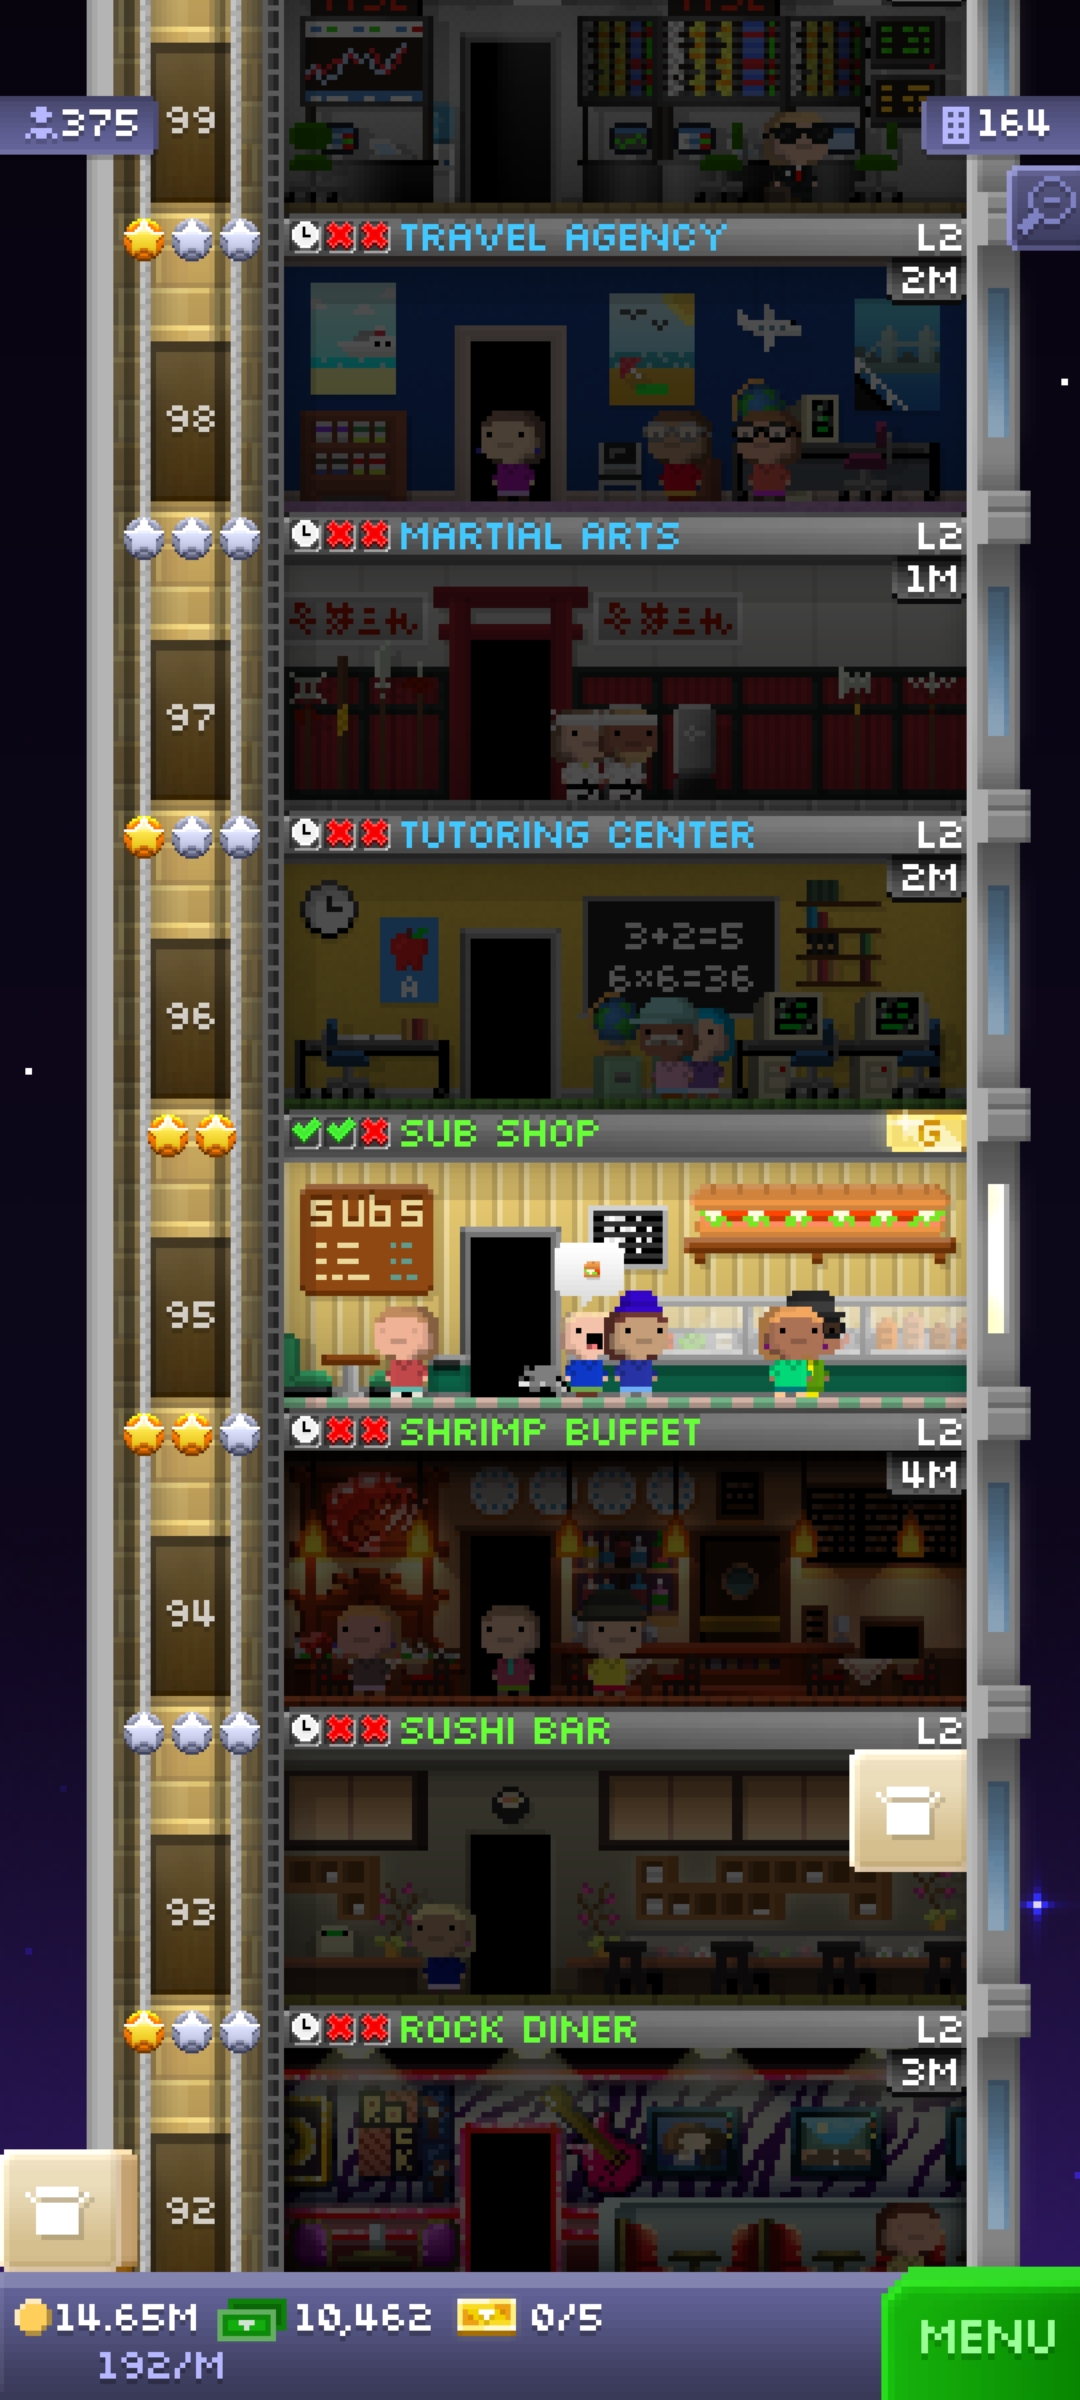 99
375
164
TRAVEL AGENCY L2
2M
98
MARTIAL ARTS L2
1M
97
TUTORING CENTER L2
2M
3+2=5
6×6=36
A
96
SUB SHOP G
subs
95
SHRIMP BUFFET L2
4M
94
SUSHI BAR L2
93
ROCK DINER L2
3M
92
14.65M 10,462 0/5
192/M
MENU